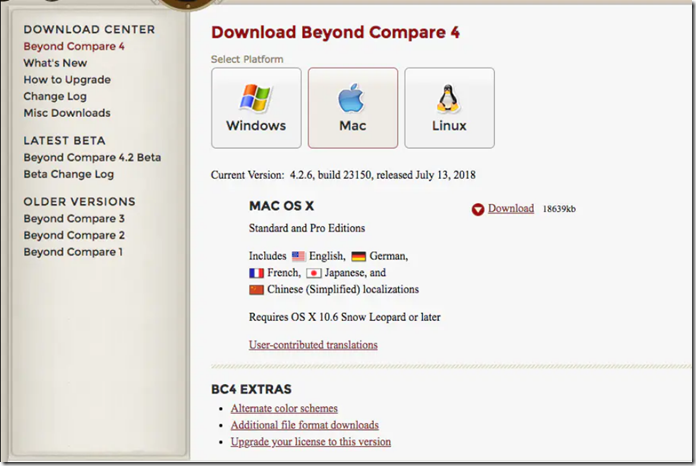 DOWNLOAD CENTER
Beyond Compare 4
What's New
How to Upgrade
Change Log
Misc Downloads
LATEST BETA
Beyond Compare 4.2 Beta
Beta Change Log
OLDER VERSIONS
Beyond Compare 3
Beyond Compare 2
Beyond Compare 1
Download Beyond Compare 4
Select Platform
Windows
Mac
Linux
Current Version: 4.2.6, build 23150, released July 13, 2018
MAC OS X
Download 18639kb
Standard and Pro Editions
Includes English, German,
French, Japanese, and
Chinese (Simplified) localizations
Requires OS X 10.6 Snow Leopard or later
User-contributed translations
BC4 EXTRAS
Alternate color schemes
Additional file format downloads
Upgrade your license to this version